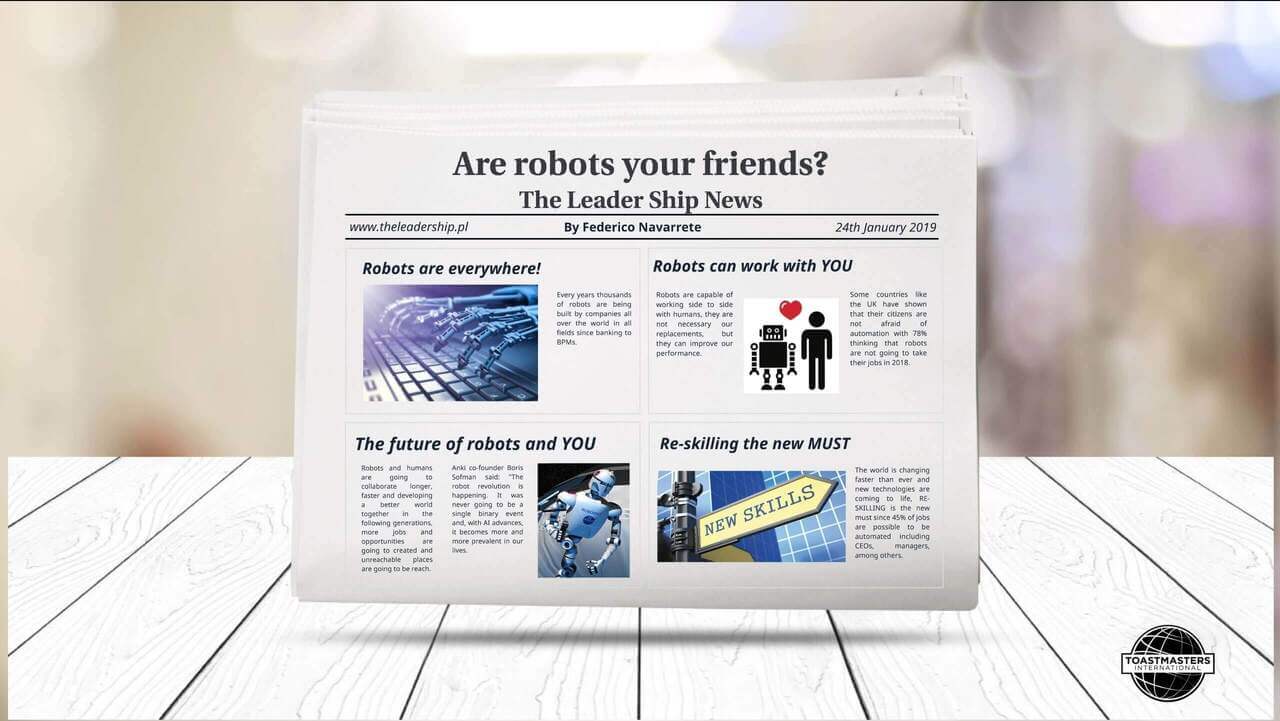 Are robots your friends?
The Leader Ship News
www.theleadership.pl
By Federico Navarrete
24th January 2019
Robots are everywhere!
Every years thousands
of robots are being
built by companies all
over the world in all
fields since banking to
BPMs.
Robots can work with YOU
Robots are capable of
working side to side
with humans, they are
not necessary our
replacements, but
they can improve our
performance.
Some countries like
the UK have shown
that their citizens are
not afraid of
automation with 78%
thinking that robots
are not going to take
their jobs in 2018.
The future of robots and YOU
Robots and humans
are going to
collaborate longer,
faster and developing
a better world
together in the
following generations,
more jobs and
opportunities are
going to created and
unreachable places
are going to be reach.
Anki co-founder Boris
Sofman said: "The
robot revolution is
happening. It was
never going to be a
single binary event
and, with AI advances,
it becomes more and
more prevalent in our
lives.
Re-skilling the new MUST
NEW SKILLS
The world is changing
faster than ever and
new technologies are
coming to life, RE-
SKILLING is the new
must since 45% of jobs
are possible to be
automated including
CEOs, managers,
among others.
TOASTMASTERS
INTERNATIONAL